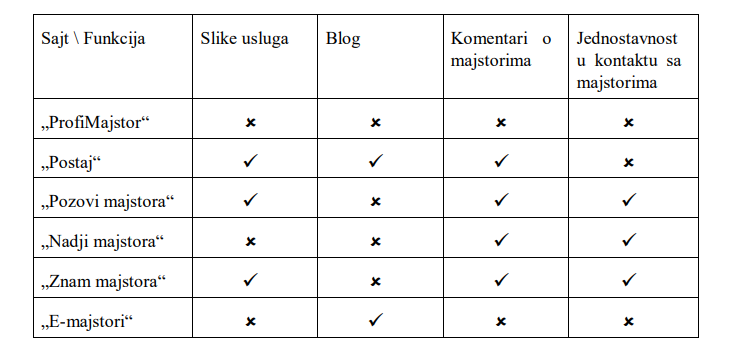 Sajt \ Funkcija Slike usluga Blog Komentari o majstorima Jednostavnost u kontaktu sa majstorima
„ProfiMajstor“ × × × ×
„Postaj“ ✓ ✓ ✓ ×
„Pozovi majstora“ ✓ × ✓ ✓
„Nadji majstora“ × × ✓ ✓
„Znam majstora“ ✓ × ✓ ✓
„E-majstori“ × ✓ × ×